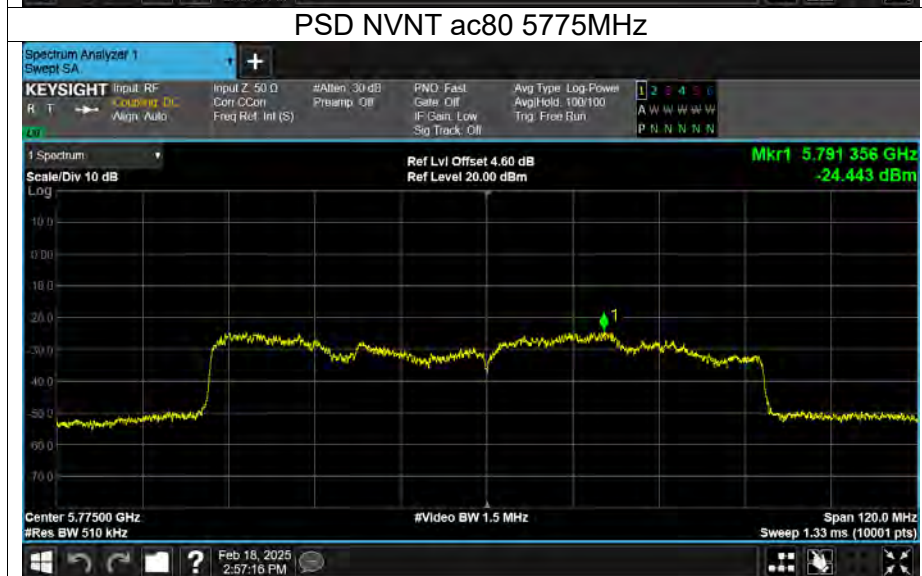 PSD NVNT ac80 5775MHz
Spectrum Analyzer 1
Swept SA
+
KEYSIGHT Input: RF Input Z: 50 Ω #Atten: 30 dB PNO: Fast Avg Type: Log-Power 1 2 3 4 5 6
R T Coupling: DC Corr CCorr Preamp: Off Gate: Off Avg|Hold: 100/100 A W W W W W
Align: Auto Freq Ref: Int (S) IF Gain: Low Trig: Free Run
Sig Track: Off P N N N N N
1 Spectrum Ref Lvl Offset 4.60 dB Mkr1 5.791 356 GHz
Scale/Div 10 dB Ref Level 20.00 dBm -24.443 dBm
Log
10.0
0.00
-10.0
1
-20.0
-30.0
-40.0
-50.0
-60.0
-70.0
Center 5.77500 GHz #Video BW 1.5 MHz Span 120.0 MHz
#Res BW 510 kHz Sweep 1.33 ms (10001 pts)
? Feb 18, 2025
2:57:16 PM